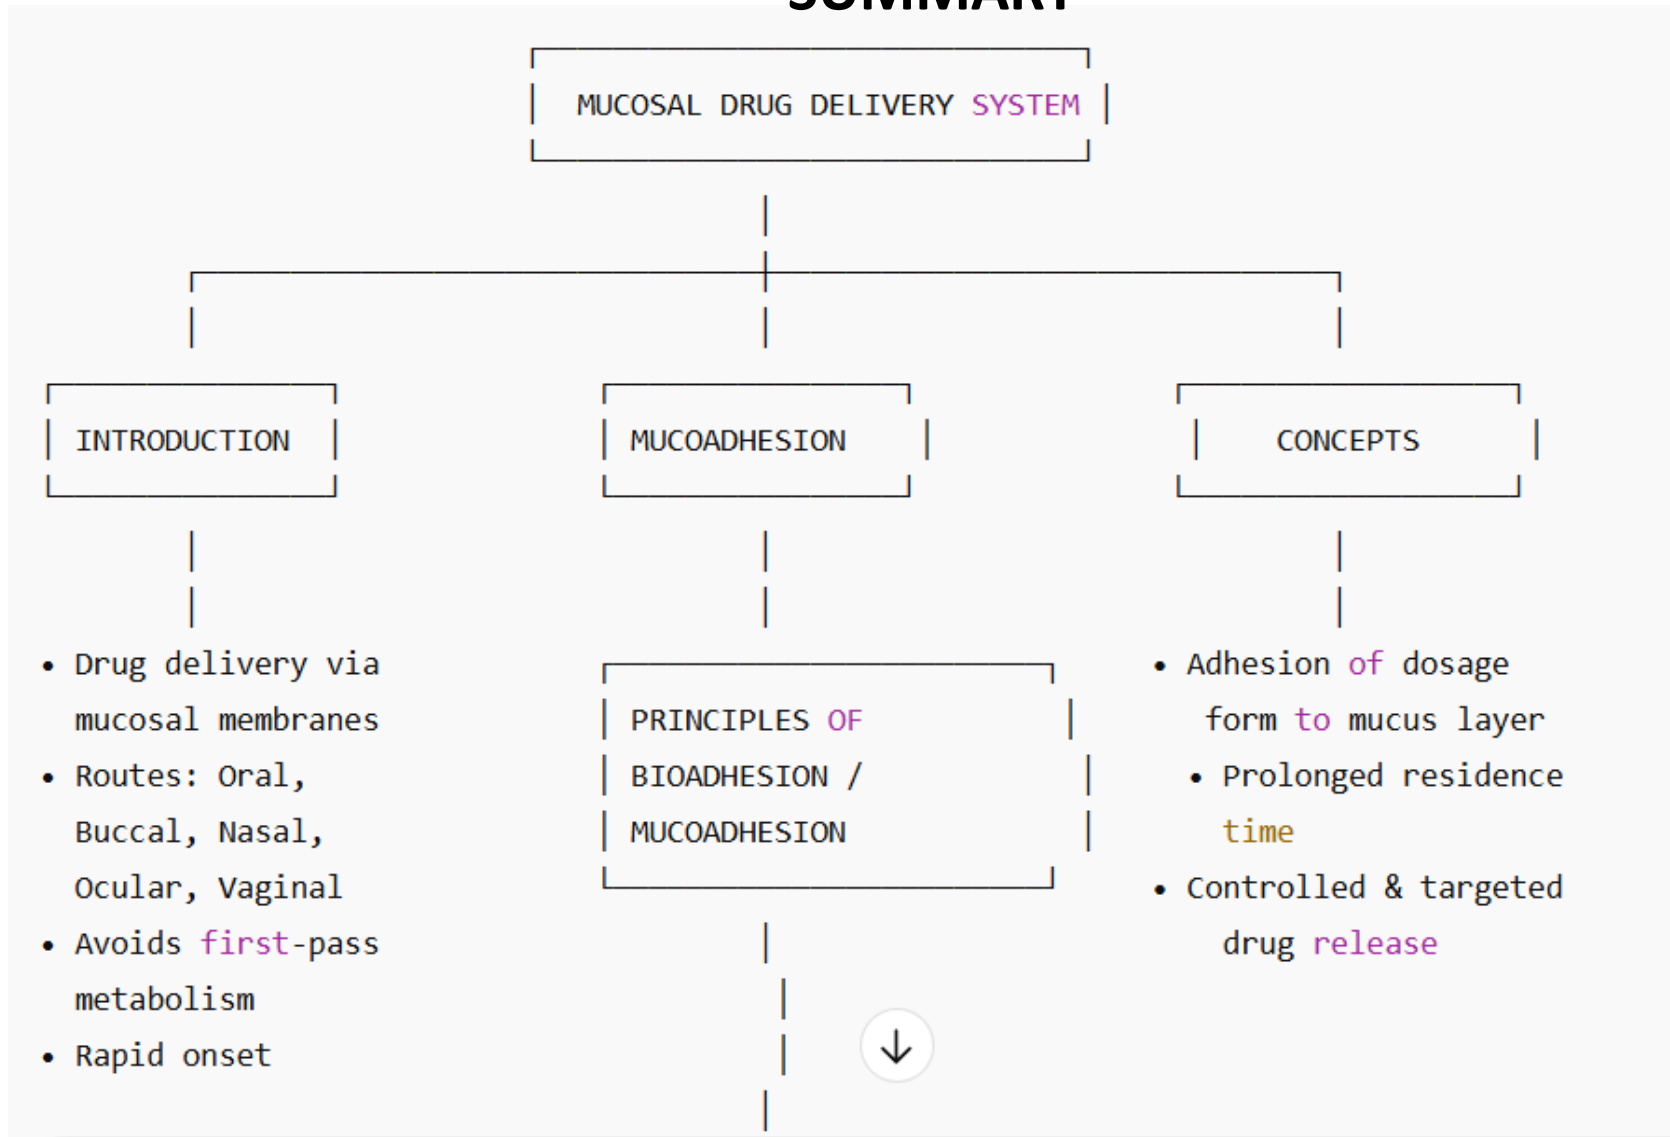 SUMMARY
MUCOSAL DRUG DELIVERY SYSTEM
INTRODUCTION
• Drug delivery via
mucosal membranes
• Routes: Oral,
Buccal, Nasal,
Ocular, Vaginal
• Avoids first-pass
metabolism
• Rapid onset
MUCOADHESION
PRINCIPLES OF
BIOADHESION /
MUCOADHESION
CONCEPTS
• Adhesion of dosage
form to mucus layer
• Prolonged residence
time
• Controlled & targeted
drug release